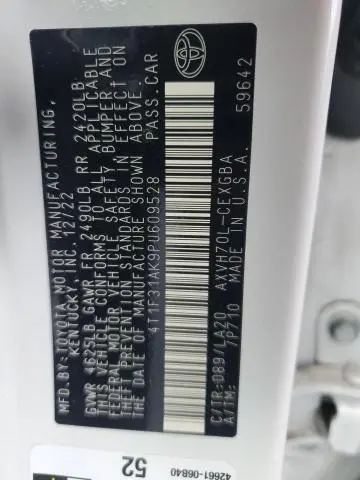 MFD. BY:TOYOTA MOTOR MANUFACTURING,
KENTUCKY, INC. 12/22
GVWR 4625LB GAWR FR 2490LB RR 2420LB
THIS VEHICLE CONFORMS TO ALL APPLICABLE
FEDERAL MOTOR VEHICLE SAFETY, BUMPER AND
THEFT PREVENTION STANDARDS IN EFFECT ON
THE DATE OF MANUFACTURE SHOWN ABOVE.
4T1F31AK9PU609528 PASS.CAR
C/TR:089/LA20 AXVH70L-CEXGBA
A/TM: /P710 MADE IN U.S.A. 59642
52
42661-06840